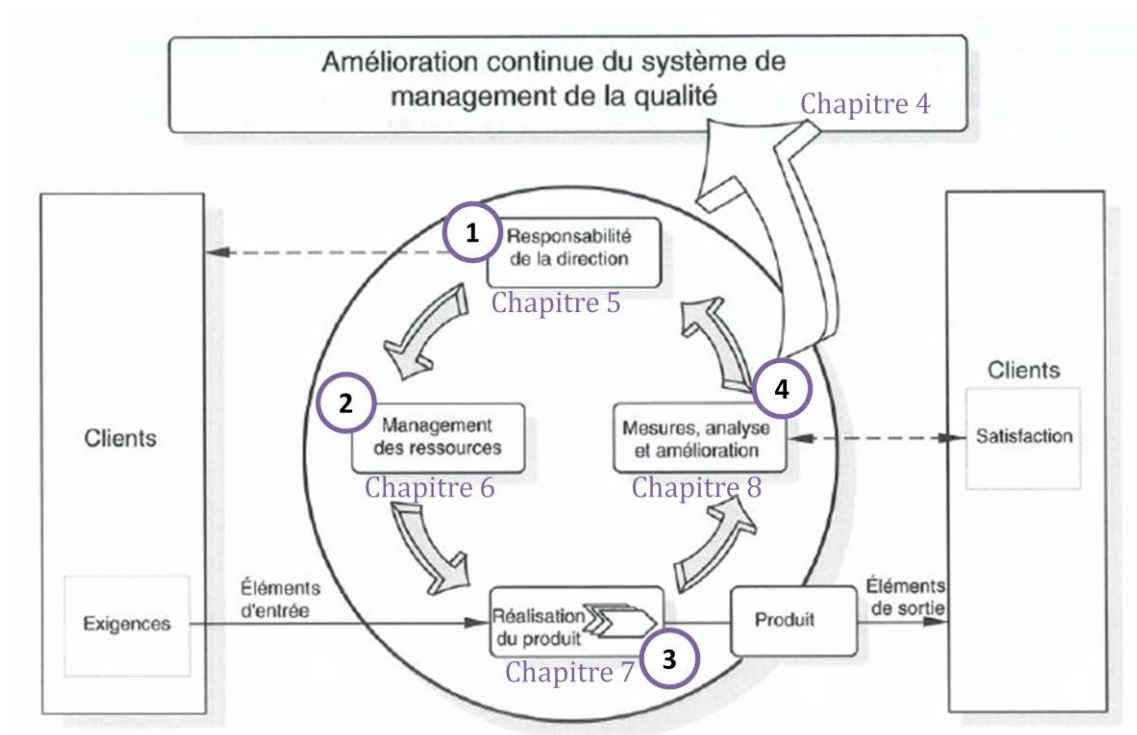 Amélioration continue du système de
management de la qualité
Chapitre 4
1
Responsabilité
de la direction
Chapitre 5
2
Management
des ressources
Chapitre 6
4
Mesures, analyse
et amélioration
Chapitre 8
Clients
Clients
Satisfaction
Exigences
Éléments
d'entrée
Réalisation
du produit
3
Chapitre 7
Produit
Éléments
de sortie